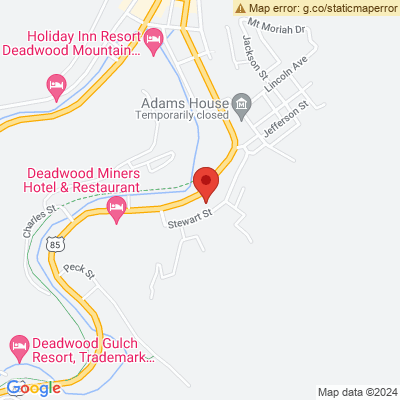 Map error: g.co/staticmaperror
Holiday Inn Resort
Deadwood Mountain...
Mt Moriah Dr
Jackson St
Lincoln Ave
Adams House
Temporarily closed
Jefferson St
Deadwood Miners
Hotel & Restaurant
Charles St
Stewart St
85
Peck St
Deadwood Gulch
Resort, Trademark...
Google
Map data ©2024